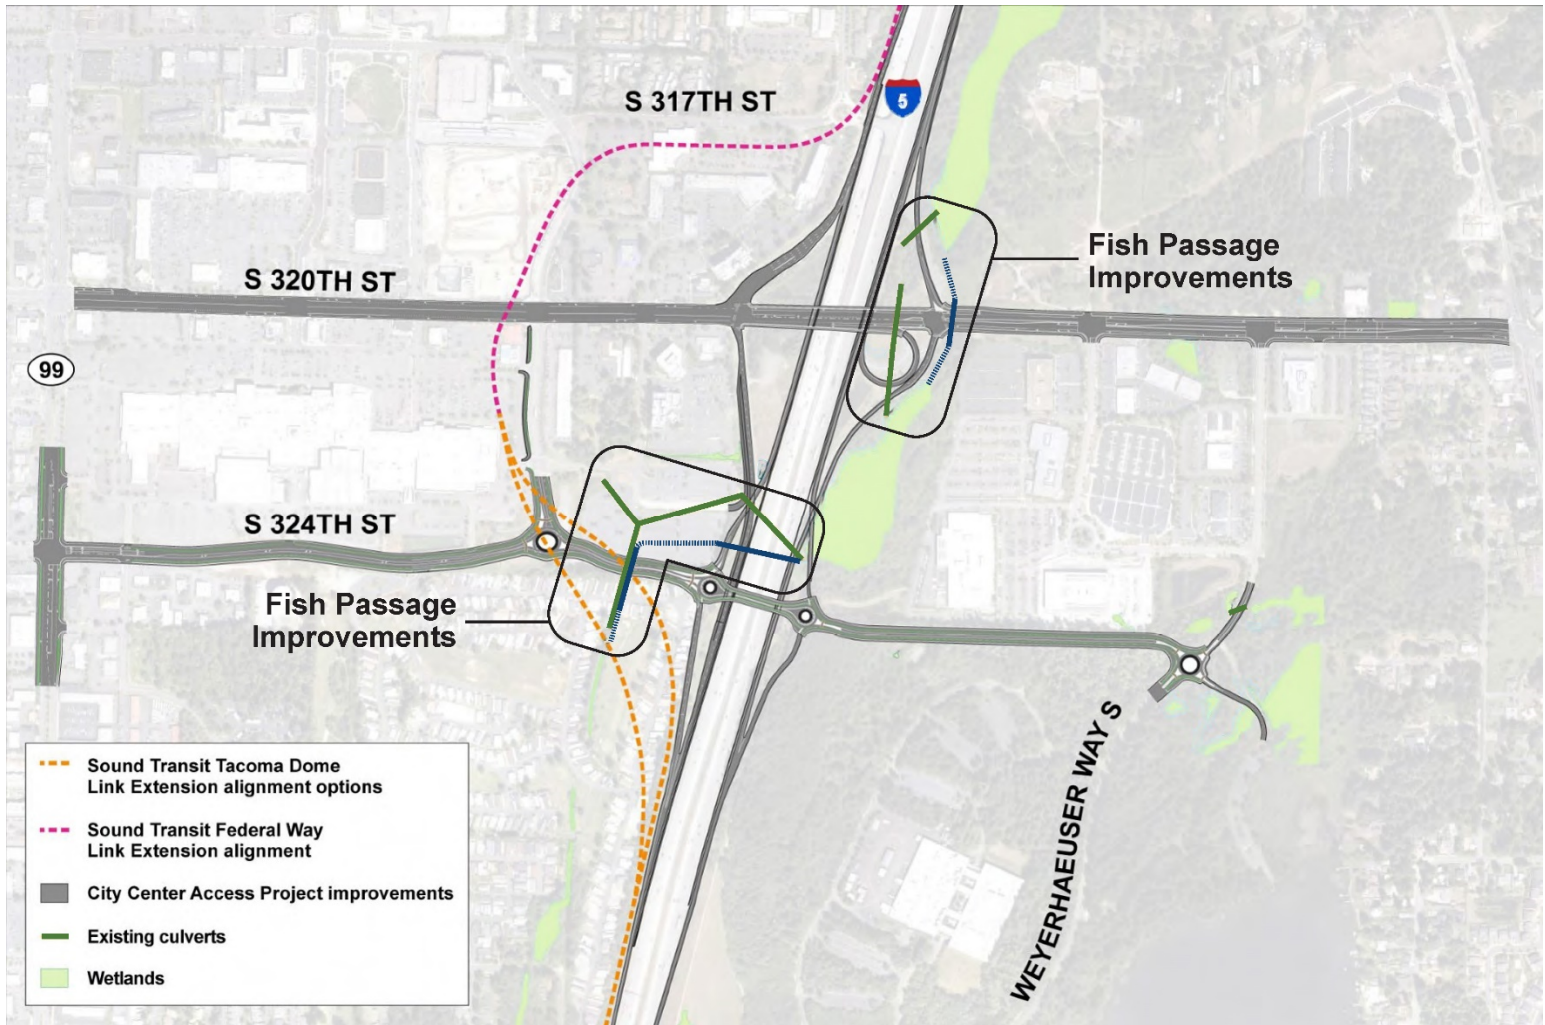 5
S 317TH ST
Fish Passage
Improvements
S 320TH ST
99
S 324TH ST
Fish Passage
Improvements
WEYERHAEUSER WAY S
Sound Transit Tacoma Dome
Link Extension alignment options
Sound Transit Federal Way
Link Extension alignment
City Center Access Project improvements
Existing culverts
Wetlands